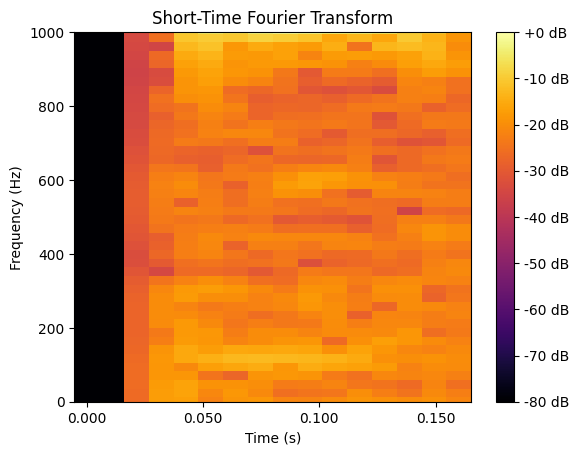 Short-Time Fourier Transform
1000
800
600
400
200
0
Frequency (Hz)
0.000
0.050
0.100
0.150
Time (s)
+0 dB
-10 dB
-20 dB
-30 dB
-40 dB
-50 dB
-60 dB
-70 dB
-80 dB